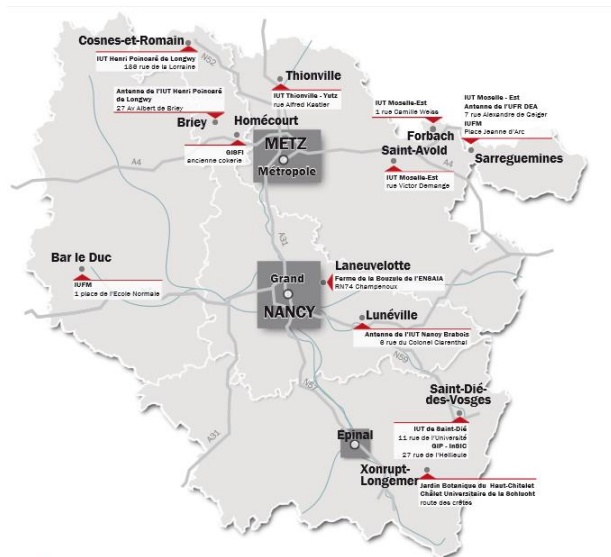 Cosnes-et-Romain
IUT Henri Poincaré de Longwy
186 rue de la Lorraine
N52
Thionville
IUT Thionville - Yutz
rue Alfred Kastler
Antenne de l'IUT Henri Poincaré
de Longwy
27 Av Albert de Briey
Briey
Homécourt
GIBFI
ancienne cokerie
METZ
Métropole
A4
IUT Moselle-Est
1 rue Camille Weiss
Forbach
IUT Moselle - Est
Antenne de l'UFR DEA
7 rue Alexandre de Geiger
IUFM
Place Jeanne d'Arc
Sarreguemines
Saint-Avold
IUT Moselle-Est
rue Victor Demange
A4
A31
Bar le Duc
IUFM
1 place de l'Ecole Normale
Grand
NANCY
Laneuvelotte
Ferme de la Bouzule de l'ENSAIA
RN74 Champenoux
Lunéville
Antenne de l'IUT Nancy Brabois
8 rue du Colonel Clarenthal
N59
N57
A31
Saint-Dié-
des-Vosges
IUT de Saint-Dié
11 rue de l'Université
GIP - InSIC
27 rue de l'Hellieule
Épinal
Xonrupt-
Longemer
Jardin Botanique du Haut-Chitelet
Châlet Universitaire de la Schlucht
route des crêtes